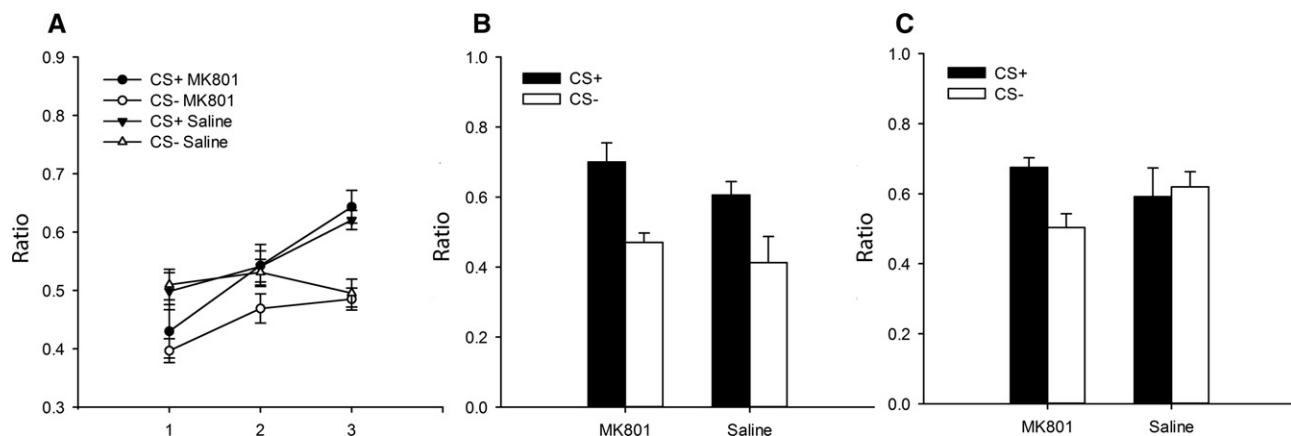 A
0.9
0.8
0.7
0.6
0.5
0.4
0.3
Ratio
CS+ MK801
CS- MK801
CS+ Saline
CS- Saline
1 2 3
B
1.0
0.8
0.6
0.4
0.2
0.0
Ratio
CS+
CS-
MK801 Saline
C
1.0
0.8
0.6
0.4
0.2
0.0
Ratio
CS+
CS-
MK801 Saline